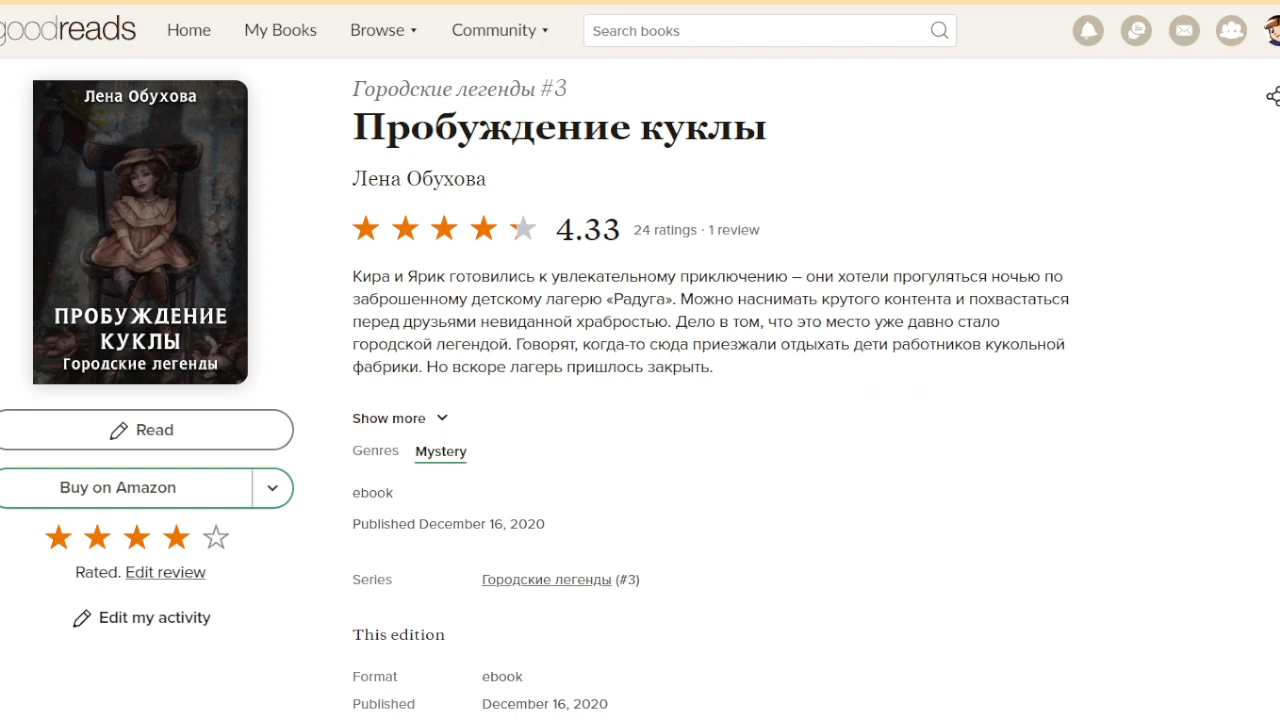 goodreads
Home
My Books
Browse
Community
Search books
Лена Обухова
ПРОБУЖДЕНИЕ
КУКЛЫ
Городские легенды
Read
Buy on Amazon
Rated. Edit review
Edit my activity
Городские легенды #3
Пробуждение куклы
Лена Обухова
4.33 24 ratings · 1 review
Кира и Ярик готовились к увлекательному приключению – они хотели прогуляться ночью по
заброшенному детскому лагерю «Радуга». Можно наснимать крутого контента и похвастаться
перед друзьями невиданной храбростью. Дело в том, что это место уже давно стало
городской легендой. Говорят, когда-то сюда приезжали отдыхать дети работников кукольной
фабрики. Но вскоре лагерь пришлось закрыть.
Show more
Genres Mystery
ebook
Published December 16, 2020
Series Городские легенды (#3)
This edition
Format ebook
Published December 16, 2020